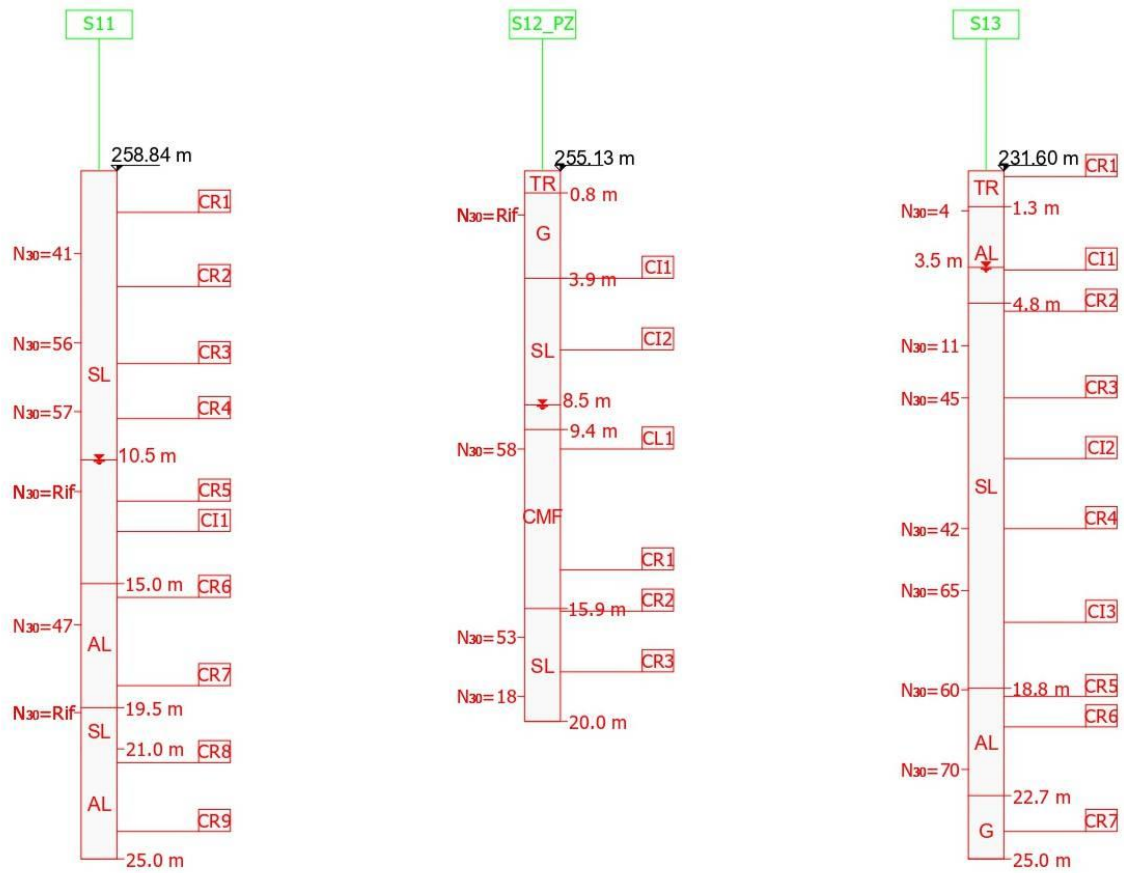 S11
258.84 m
CR1
N30=41
CR2
N30=56
CR3
SL
N30=57
CR4
10.5 m
N30=Rif
CR5
CI1
15.0 m
CR6
N30=47
AL
CR7
19.5 m
N30=Rif
SL
21.0 m
CR8
AL
CR9
25.0 m
S12_PZ
255.13 m
TR
0.8 m
N30=Rif
G
3.9 m
CI1
SL
CI2
8.5 m
9.4 m
CL1
N30=58
CMF
CR1
15.9 m
CR2
N30=53
SL
CR3
N30=18
20.0 m
S13
231.60 m
CR1
TR
1.3 m
N30=4
AL
3.5 m
CI1
4.8 m
CR2
N30=11
N30=45
CR3
CI2
SL
N30=42
CR4
N30=65
CI3
N30=60
18.8 m
CR5
CR6
AL
N30=70
22.7 m
G
CR7
25.0 m